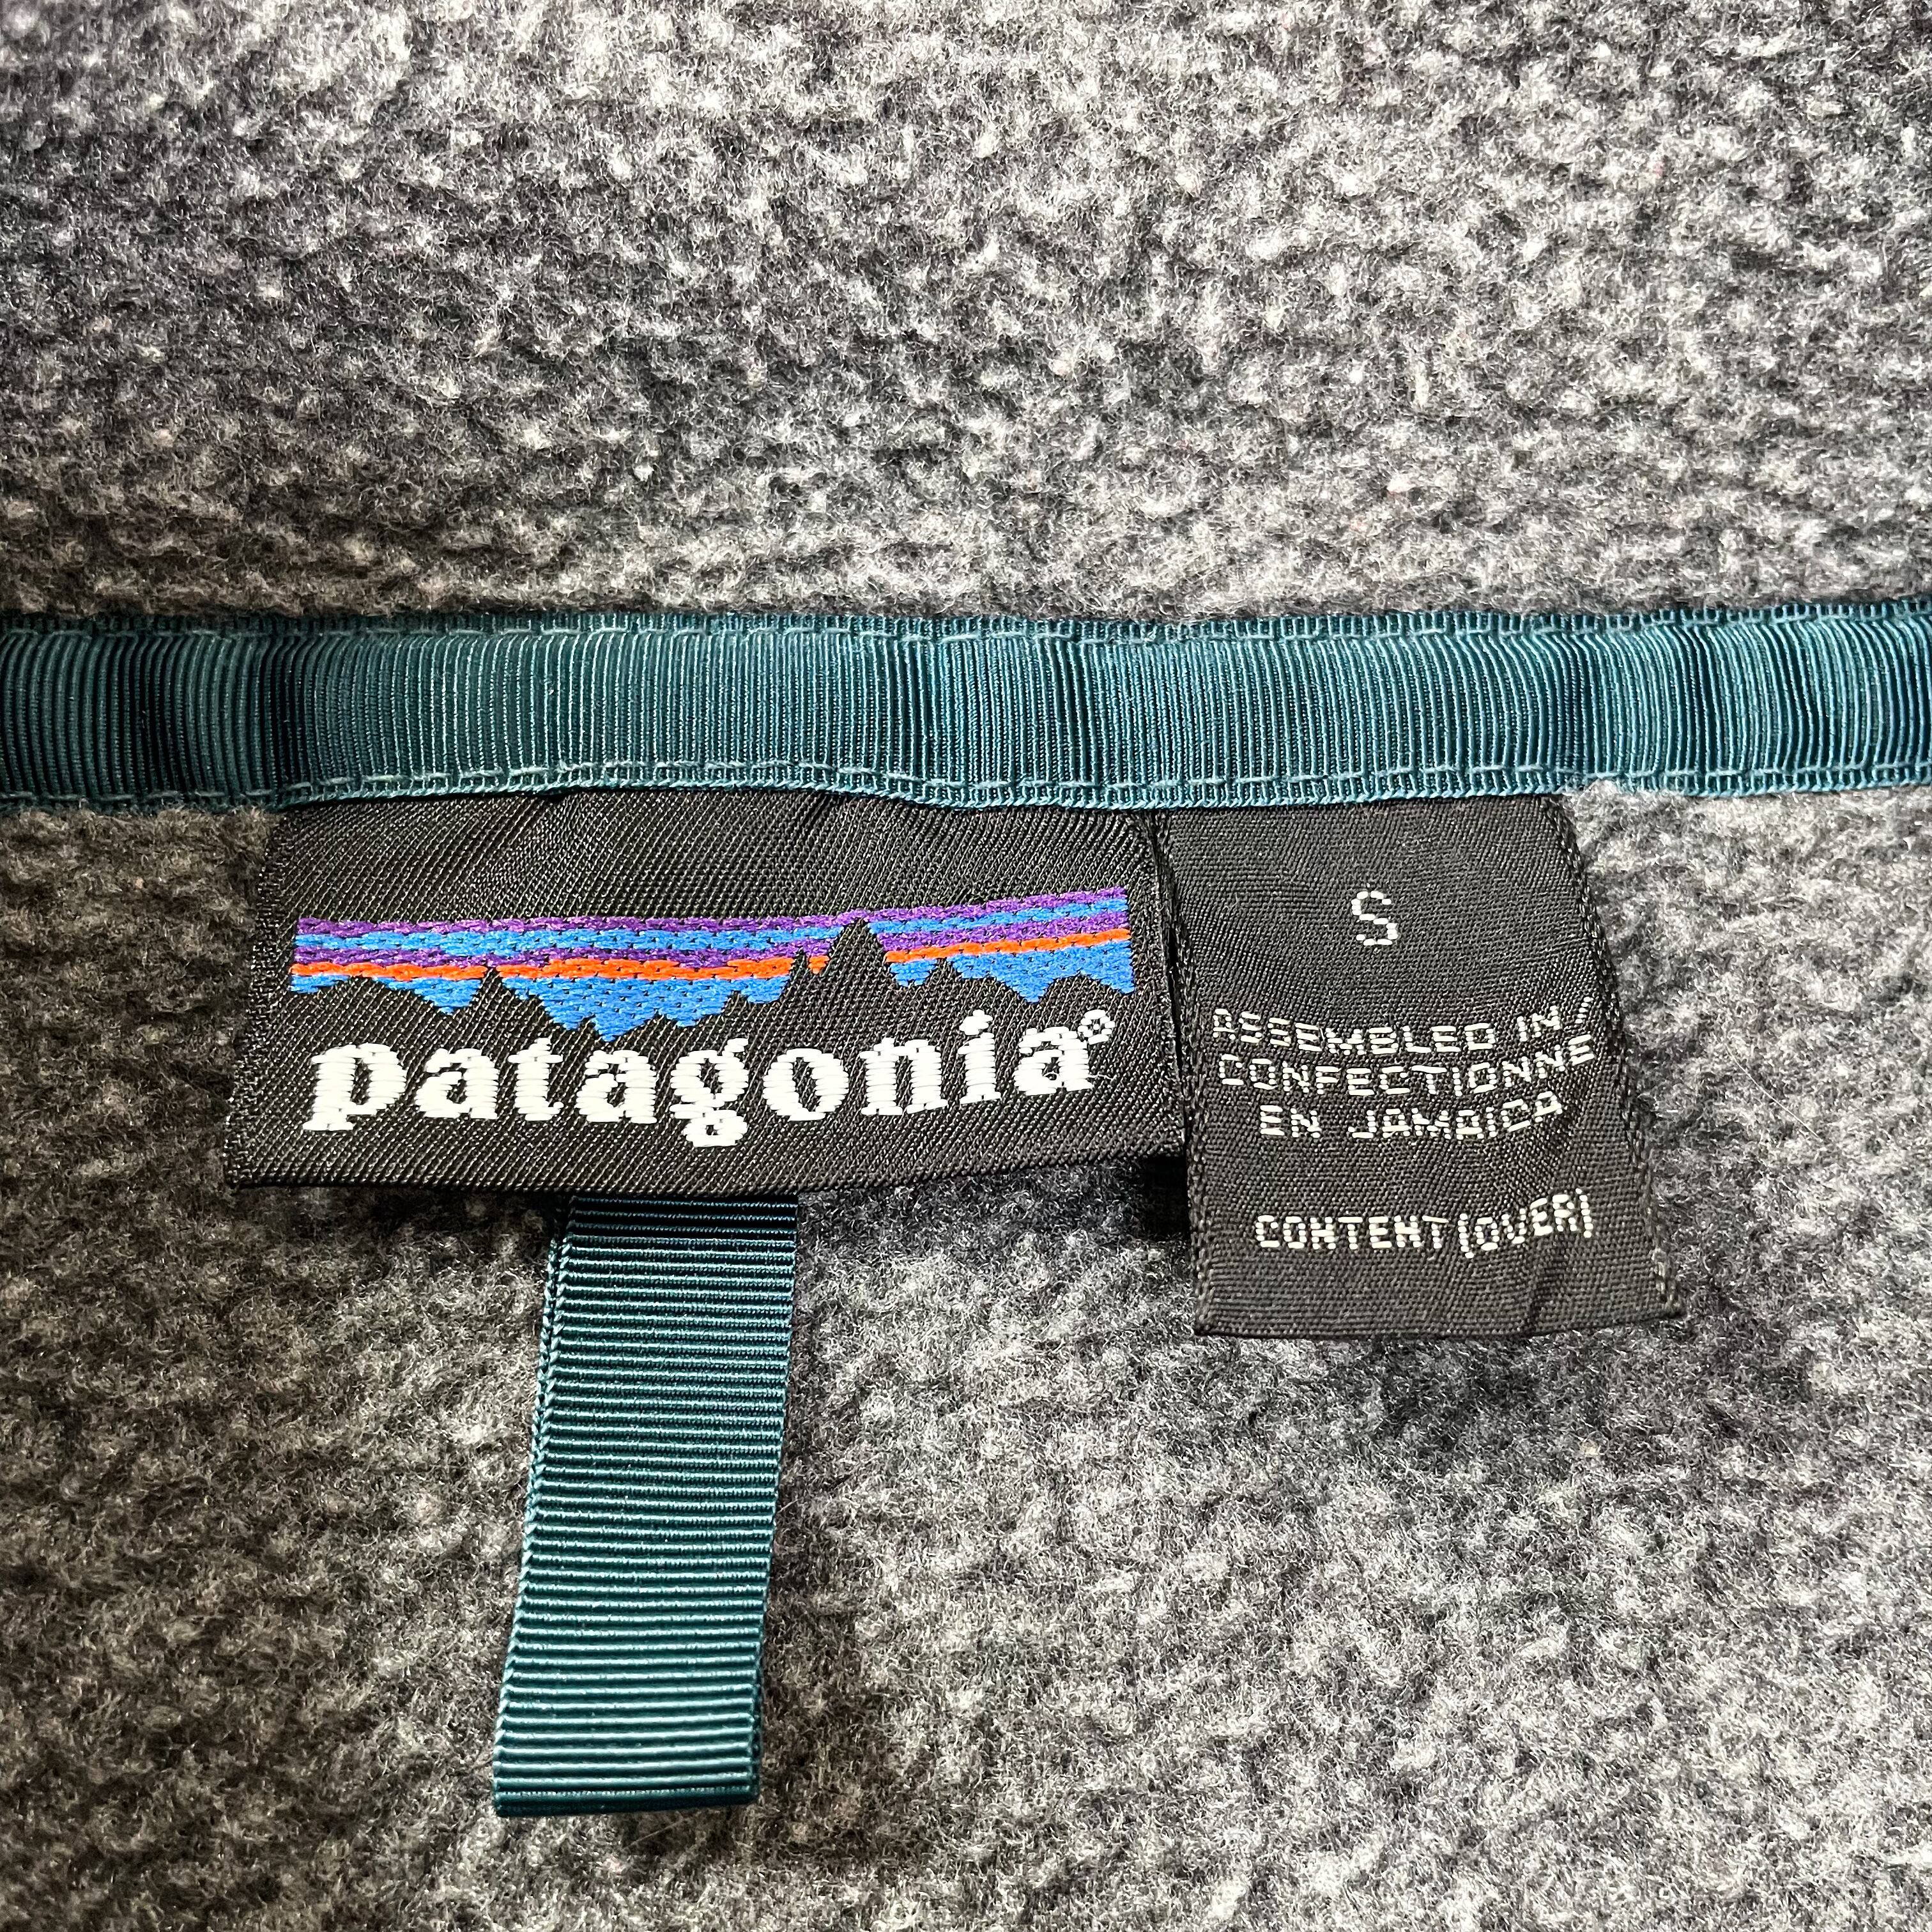 patagonia®
S
ASSEMBLED IN/
CONFECTIONNE
EN JAMAICA
CONTENT (OVER)